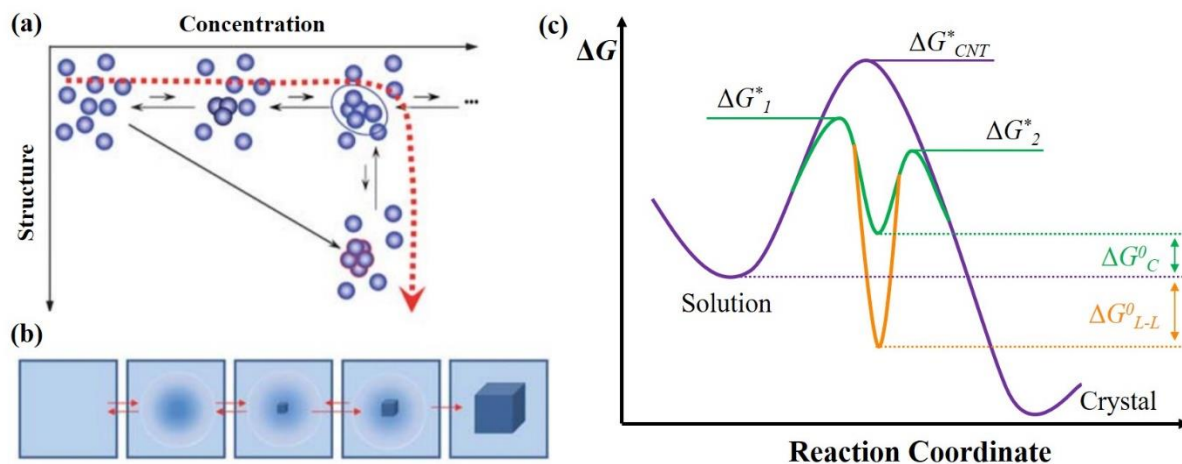 (a)
Concentration
Structure
...
(b)
(c)
ΔG
ΔG*CNT
ΔG*1
ΔG*2
ΔG0C
Solution
ΔG0L-L
Crystal
Reaction Coordinate